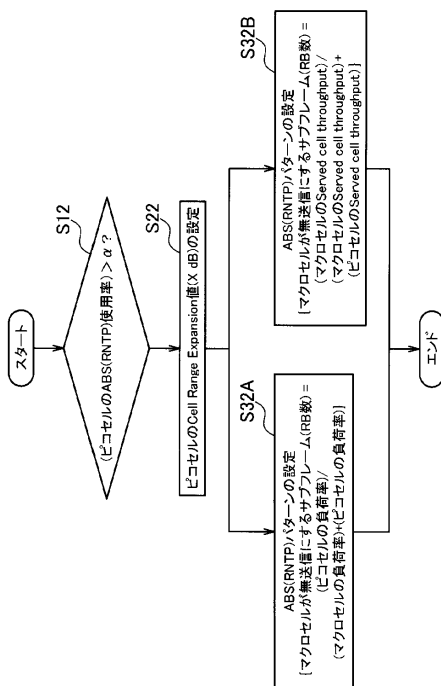 スタート
S12
(ピコセルのABS(RNTP)使用率)>α?
S22
ピコセルのCell Range Expansion値(X dB)の設定
S32A
ABS(RNTP)パターンの設定
[マクロセルが無送信にするサブフレーム(RB数)=
(ピコセルの負荷率)/
(マクロセルの負荷率)+(ピコセルの負荷率)]
S32B
ABS(RNTP)パターンの設定
[マクロセルが無送信にするサブフレーム(RB数)=
(マクロセルのServed cell throughput)/
(マクロセルのServed cell throughput)+
(ピコセルのServed cell throughput)]
エンド